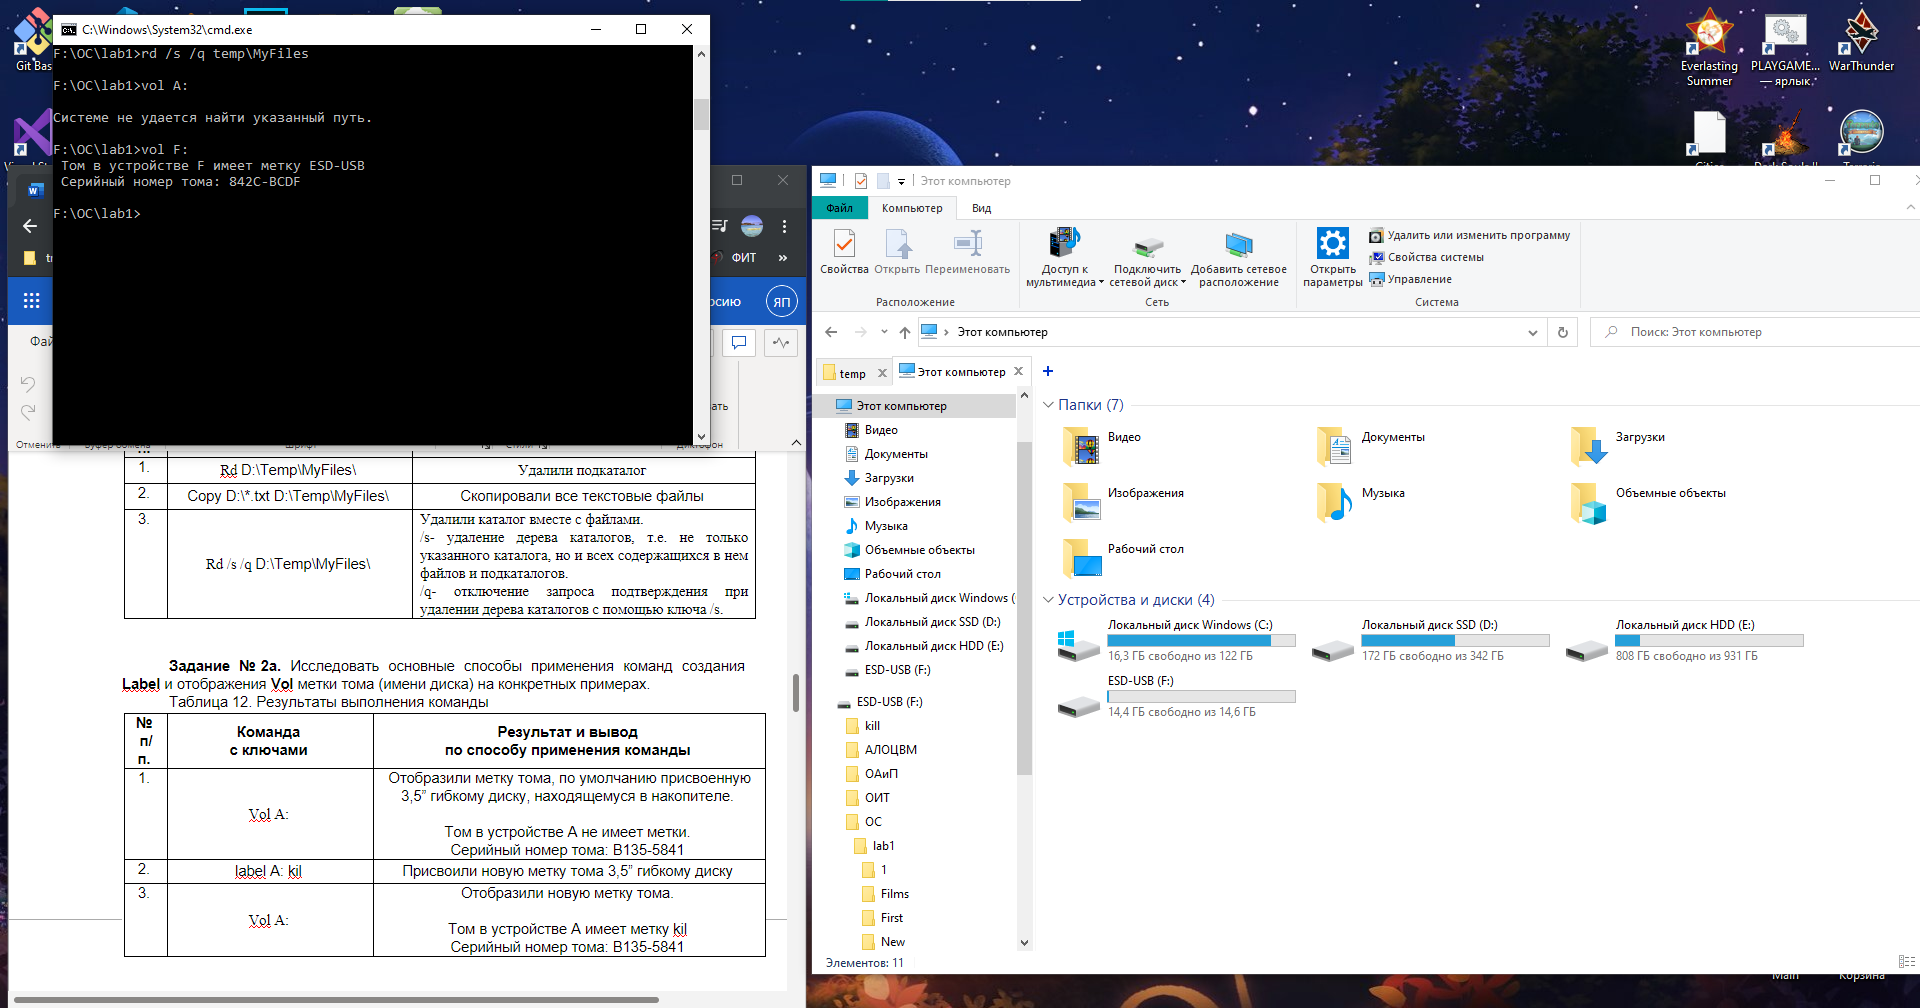 C:\Windows\System32\cmd.exe
F:\OC\lab1>rd /s /q temp\MyFiles
F:\OC\lab1>vol A:
Системе не удается найти указанный путь.
F:\OC\lab1>vol F:
Том в устройстве F имеет метку ESD-USB
Серийный номер тома: 842C-BCDF
F:\OC\lab1>
Git Bas
ФИТ
рсию
ЯП
Фай
ать
Отменить
Буфер обмена
Шрифт
Стили
Диктофон
1.
Rd D:\Temp\MyFiles\
Удалили подкаталог
2.
Copy D:\*.txt D:\Temp\MyFiles\
Скопировали все текстовые файлы
3.
Rd /s /q D:\Temp\MyFiles\
Удалили каталог вместе с файлами.
/s- удаление дерева каталогов, т.е. не только
указанного каталога, но и всех содержащихся в нем
файлов и подкаталогов.
/q- отключение запроса подтверждения при
удалении дерева каталогов с помощью ключа /s.
Задание № 2а. Исследовать основные способы применения команд создания
Label и отображения Vol метки тома (имени диска) на конкретных примерах.
Таблица 12. Результаты выполнения команды
№
п/
п.
Команда
с ключами
Результат и вывод
по способу применения команды
1.
Vol A:
Отобразили метку тома, по умолчанию присвоенную
3,5” гибкому диску, находящемуся в накопителе.
Том в устройстве A не имеет метки.
Серийный номер тома: B135-5841
2.
label A: kil
Присвоили новую метку тома 3,5” гибкому диску
3.
Vol A:
Отобразили новую метку тома.
Том в устройстве A имеет метку kil
Серийный номер тома: B135-5841
Everlasting
Summer
PLAYGAME...
— ярлык
WarThunder
Этот компьютер
Файл
Компьютер
Вид
Свойства
Открыть
Переименовать
Расположение
Доступ к
мультимедиа
Подключить
сетевой диск
Добавить сетевое
расположение
Сеть
Открыть
параметры
Удалить или изменить программу
Свойства системы
Управление
Система
Этот компьютер
Поиск: Этот компьютер
temp
Этот компьютер
Этот компьютер
Видео
Документы
Загрузки
Изображения
Музыка
Объемные объекты
Рабочий стол
Локальный диск Windows (
Локальный диск SSD (D:)
Локальный диск HDD (E:)
ESD-USB (F:)
ESD-USB (F:)
kill
АЛОЦВМ
ОАиП
ОИТ
ОС
lab1
1
Films
First
New
Элементов: 11
Папки (7)
Видео
Документы
Загрузки
Изображения
Музыка
Объемные объекты
Рабочий стол
Устройства и диски (4)
Локальный диск Windows (C:)
16,3 ГБ свободно из 122 ГБ
Локальный диск SSD (D:)
172 ГБ свободно из 342 ГБ
Локальный диск HDD (E:)
808 ГБ свободно из 931 ГБ
ESD-USB (F:)
14,4 ГБ свободно из 14,6 ГБ
Main
Корзина